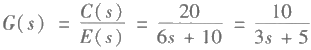 G(s) = C(s)/E(s) = 20/(6s + 10) = 10/(3s + 5)